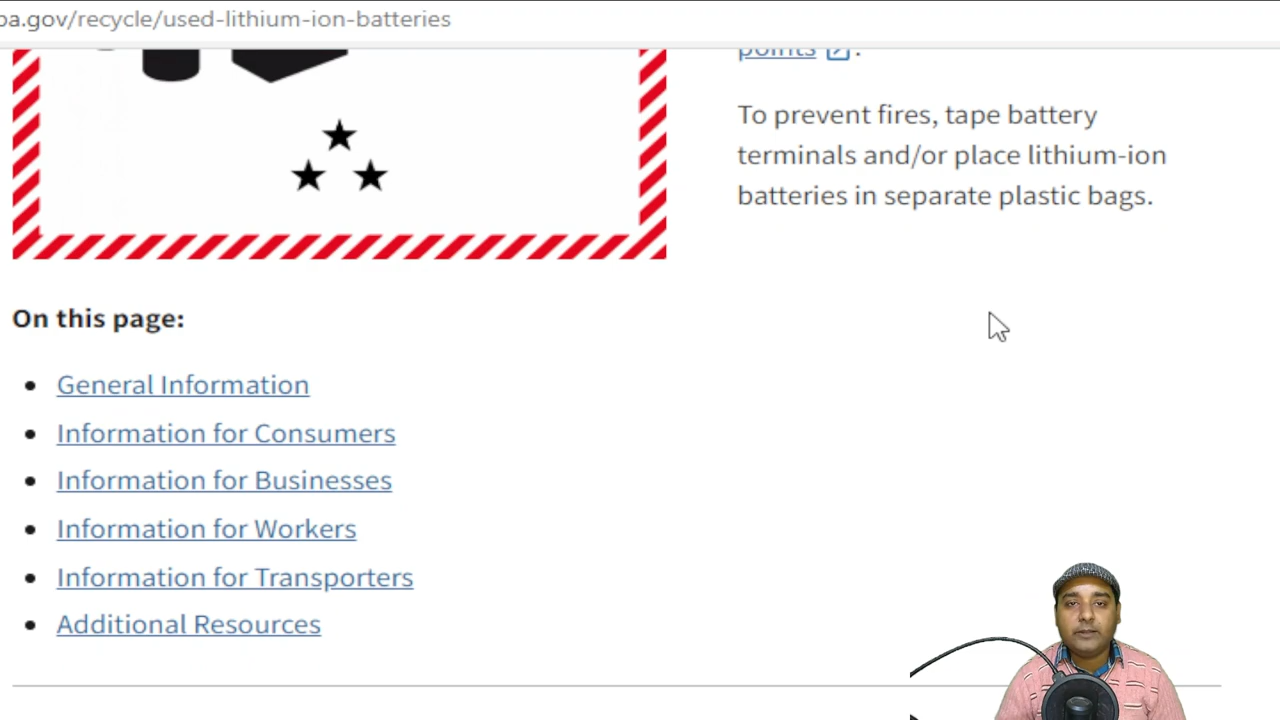 pa.gov/recycle/used-lithium-ion-batteries
points .
To prevent fires, tape battery
terminals and/or place lithium-ion
batteries in separate plastic bags.
On this page:
General Information
Information for Consumers
Information for Businesses
Information for Workers
Information for Transporters
Additional Resources